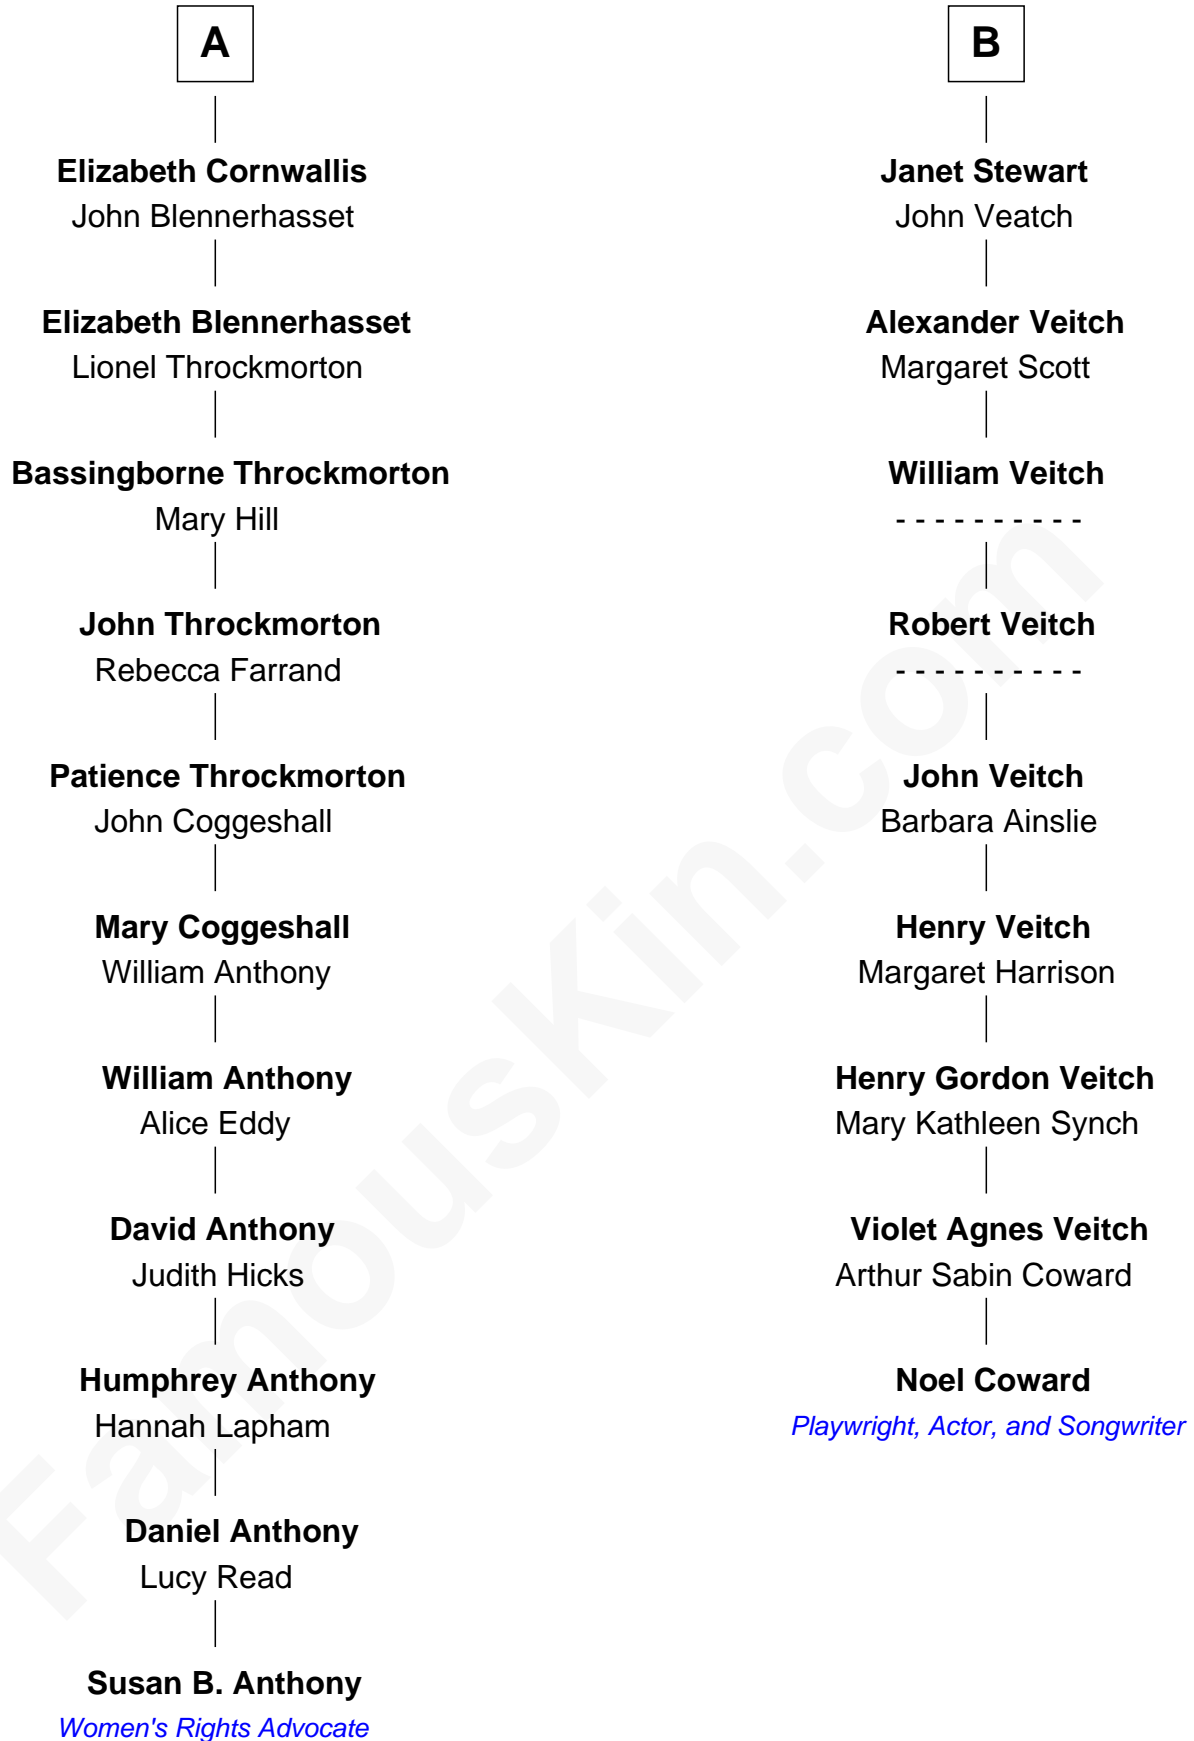 A
Elizabeth Cornwallis
John Blennerhasset
Elizabeth Blennerhasset
Lionel Throckmorton
Bassingborne Throckmorton
Mary Hill
John Throckmorton
Rebecca Farrand
Patience Throckmorton
John Coggeshall
Mary Coggeshall
William Anthony
William Anthony
Alice Eddy
David Anthony
Judith Hicks
Humphrey Anthony
Hannah Lapham
Daniel Anthony
Lucy Read
Susan B. Anthony
Women's Rights Advocate
B
Janet Stewart
John Veatch
Alexander Veitch
Margaret Scott
William Veitch
- - - - - - - - - -
Robert Veitch
- - - - - - - - - -
John Veitch
Barbara Ainslie
Henry Veitch
Margaret Harrison
Henry Gordon Veitch
Mary Kathleen Synch
Violet Agnes Veitch
Arthur Sabin Coward
Noel Coward
Playwright, Actor, and Songwriter
FamousKin.com